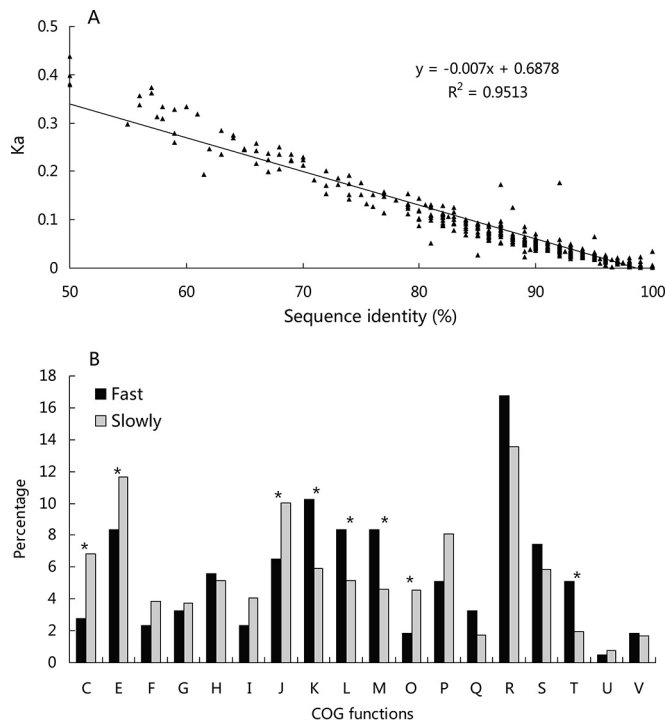 A
0.5
0.4
0.3
0.2
0.1
0
Ka
y = -0.007x + 0.6878
R² = 0.9513
50 60 70 80 90 100
Sequence identity (%)
B
18
16
14
12
10
8
6
4
2
0
Percentage
Fast
Slowly
* * * * * * * *
C E F G H I J K L M O P Q R S T U V
COG functions